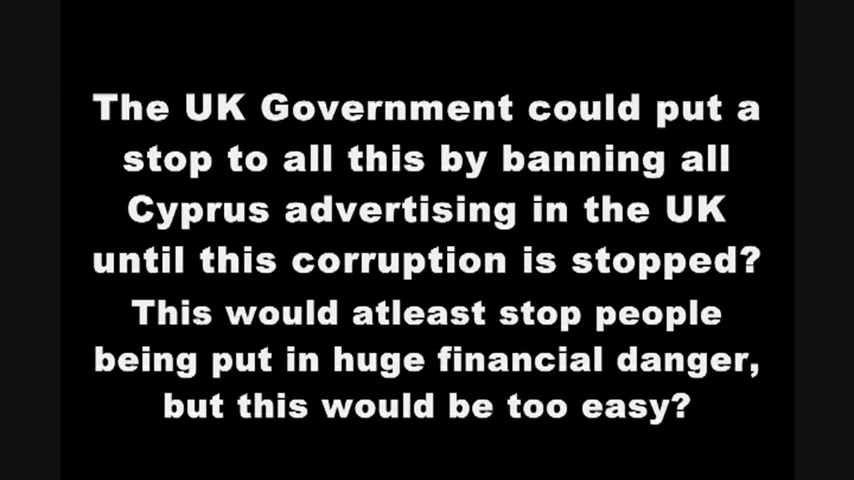 The UK Government could put a
stop to all this by banning all
Cyprus advertising in the UK
until this corruption is stopped?
This would atleast stop people
being put in huge financial danger,
but this would be too easy?